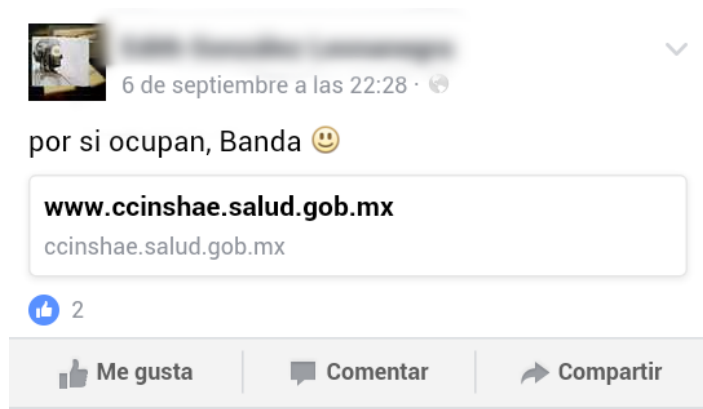 6 de septiembre a las 22:28 ·
por si ocupan, Banda
www.ccinshae.salud.gob.mx
ccinshae.salud.gob.mx
2
Me gusta Comentar Compartir